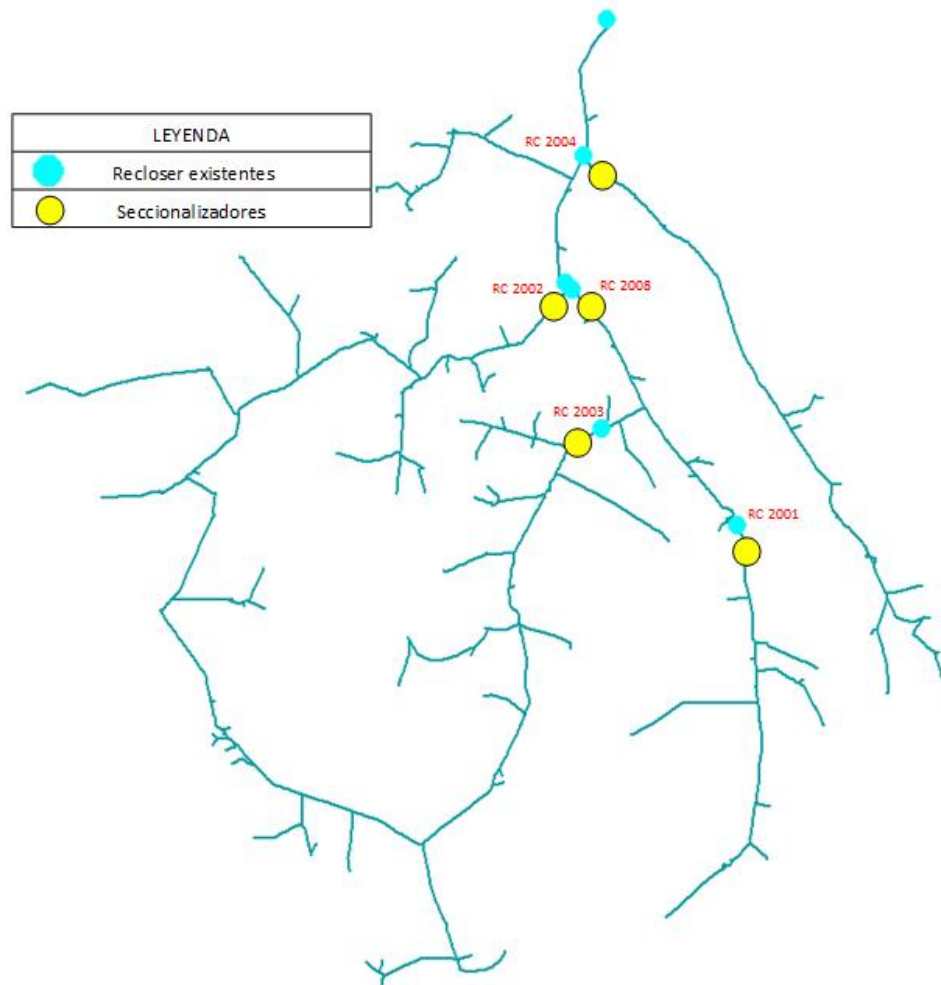 RC 2004
LEYENDA
Recloser existentes
Seccionalizadores
RC 2002
RC 2008
RC 2003
RC 2001